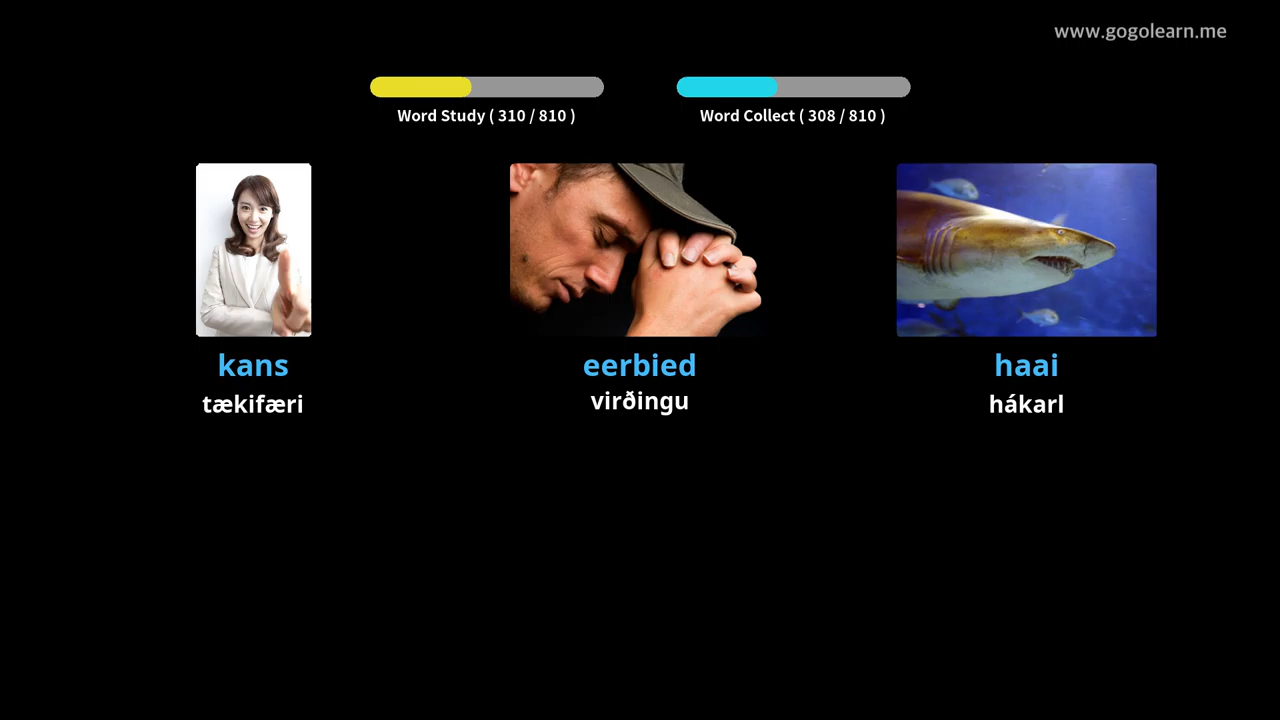 www.gogolearn.me
Word Study ( 310 / 810 )
Word Collect ( 308 / 810 )
kans
eerbied
haai
tækifæri
virðingu
hákarl